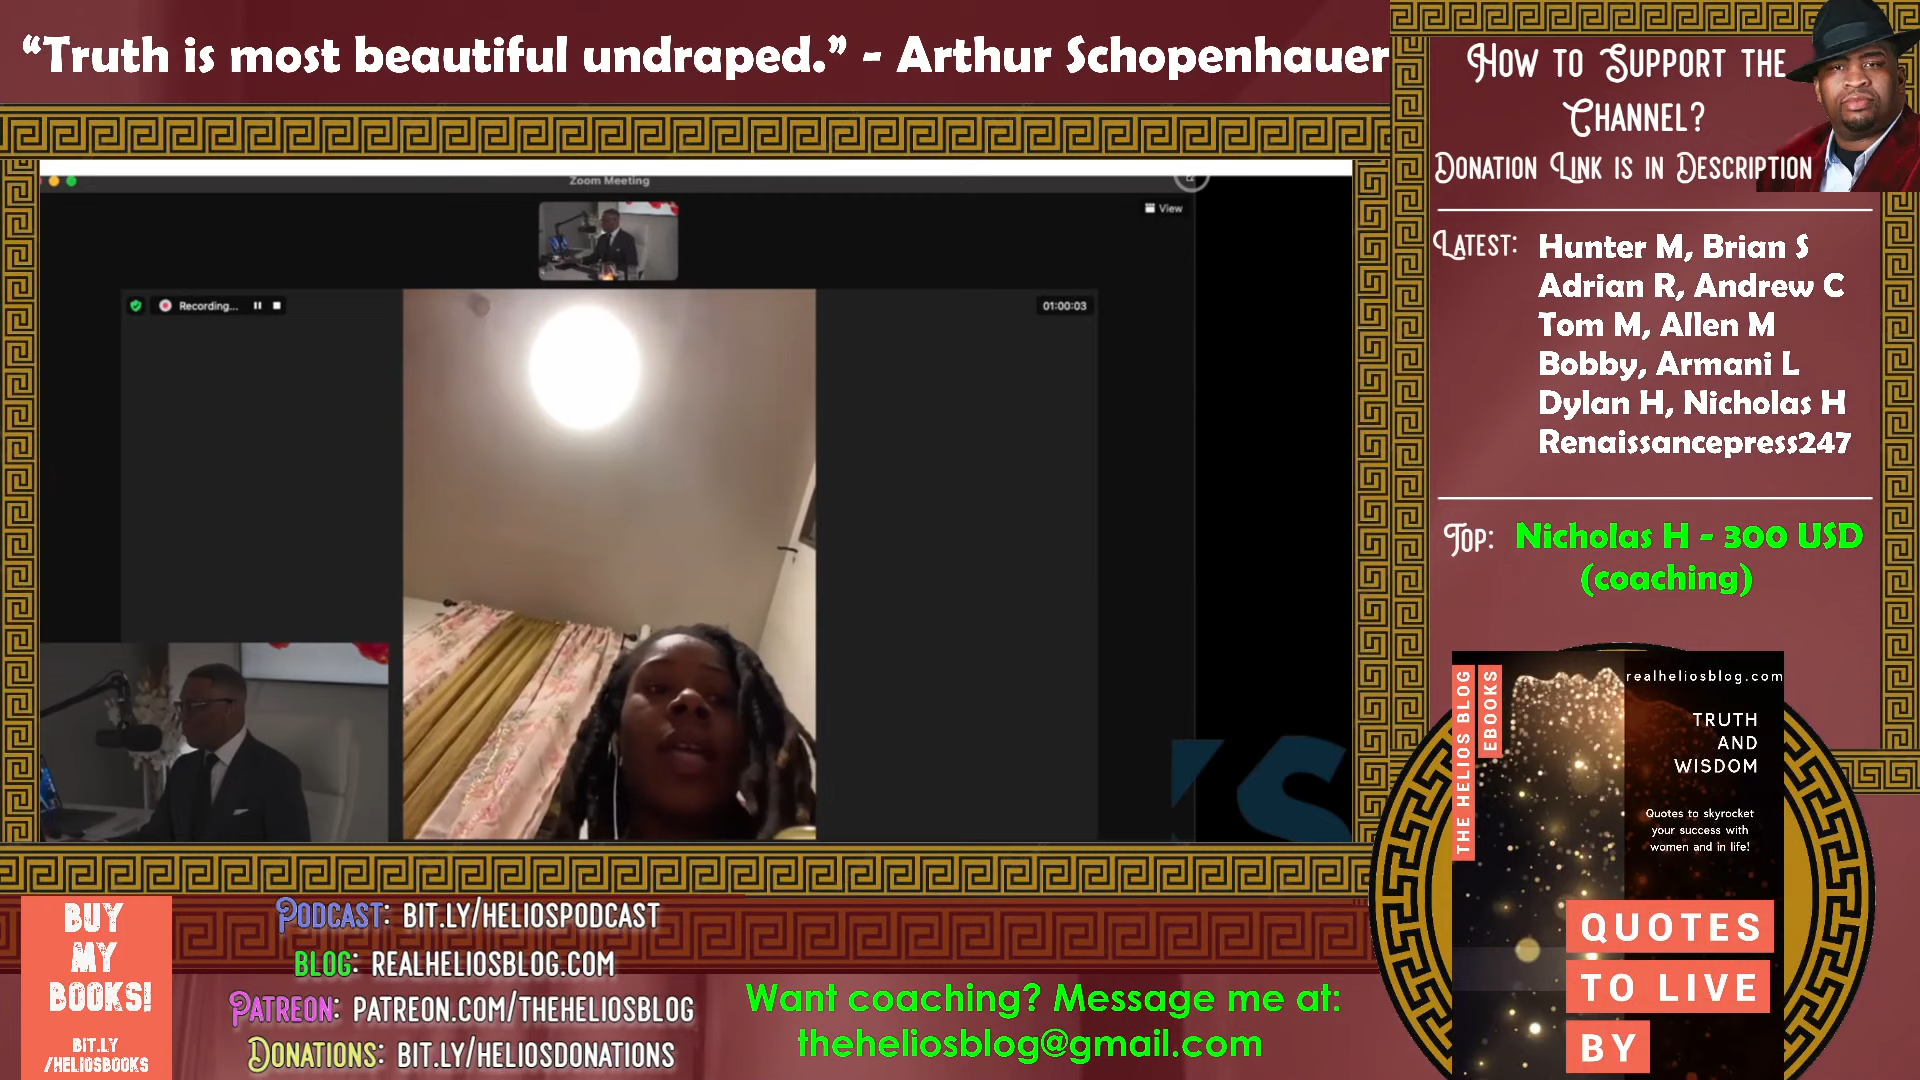 “Truth is most beautiful undraped.” - Arthur Schopenhauer
How to Support the
Channel?
Donation Link is in Description
Zoom Meeting
View
Recording...
01:00:03
Latest: Hunter M, Brian S
Adrian R, Andrew C
Tom M, Allen M
Bobby, Armani L
Dylan H, Nicholas H
Renaissancepress247
Top: Nicholas H - 300 USD
(coaching)
THE HELIOS BLOG
EBOOKS
realheliosblog.com
TRUTH
AND
WISDOM
Quotes to skyrocket
your success with
women and in life!
QUOTES
TO LIVE
BY
BUY
MY
BOOKS!
BIT.LY
/HELIOSBOOKS
Podcast: bit.ly/heliospodcast
Blog: realheliosblog.com
Patreon: patreon.com/theheliosblog
Donations: bit.ly/heliosdonations
Want coaching? Message me at:
theheliosblog@gmail.com